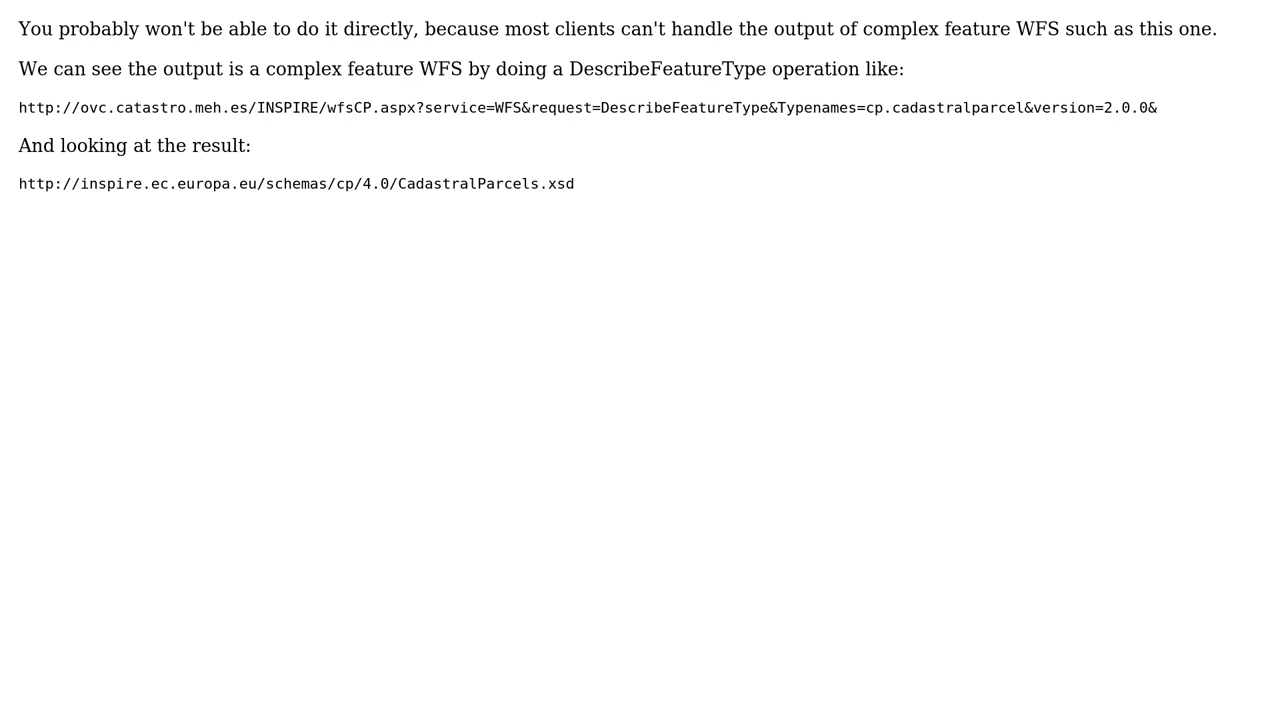 You probably won't be able to do it directly, because most clients can't handle the output of complex feature WFS such as this one.
We can see the output is a complex feature WFS by doing a DescribeFeatureType operation like:
http://ovc.catastro.meh.es/INSPIRE/wfsCP.aspx?service=WFS&request=DescribeFeatureType&Typenames=cp.cadastralparcel&version=2.0.0&
And looking at the result:
http://inspire.ec.europa.eu/schemas/cp/4.0/CadastralParcels.xsd